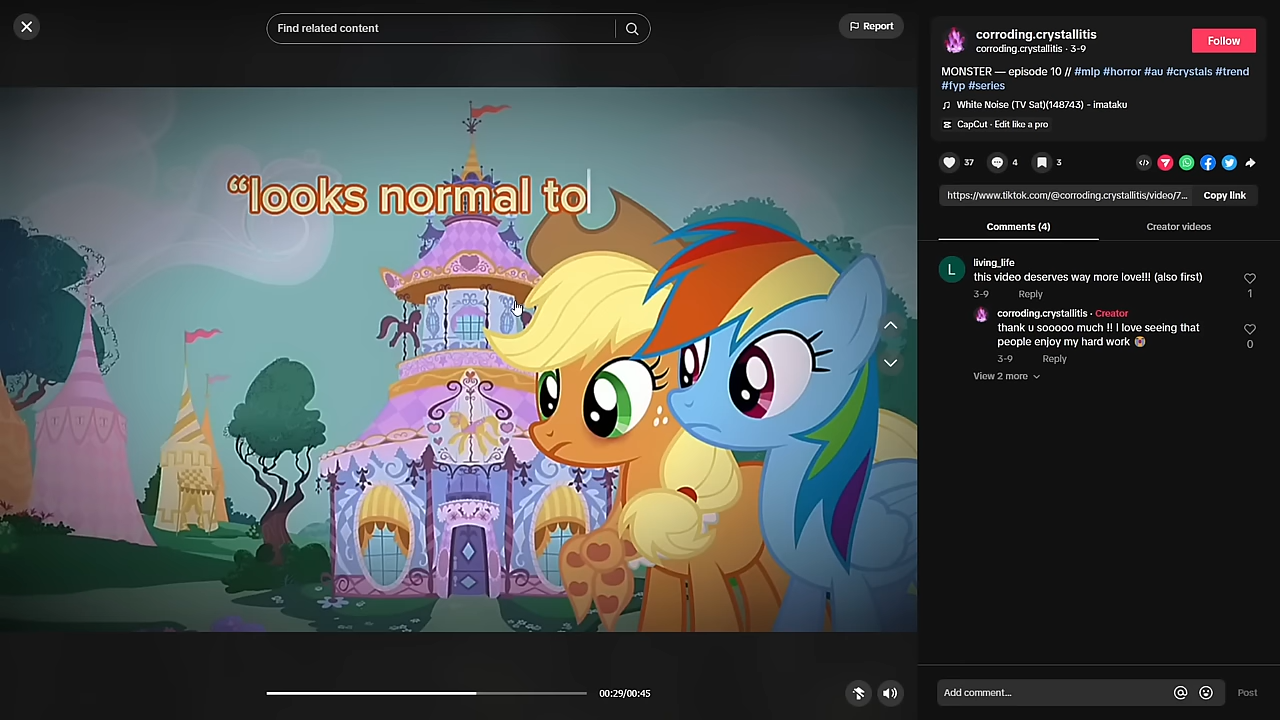 Find related content
Report
“looks normal to
00:29/00:45
corroding.crystallitis
corroding.crystallitis · 3-9
Follow
MONSTER — episode 10 // #mlp #horror #au #crystals #trend
#fyp #series
White Noise (TV Sat)(148743) - imataku
CapCut · Edit like a pro
37
4
3
https://www.tiktok.com/@corroding.crystallitis/video/7...
Copy link
Comments (4)
Creator videos
L
living_life
this video deserves way more love!!! (also first)
3-9
Reply
1
corroding.crystallitis · Creator
thank u sooooo much !! I love seeing that
people enjoy my hard work
3-9
Reply
0
View 2 more
Add comment...
Post